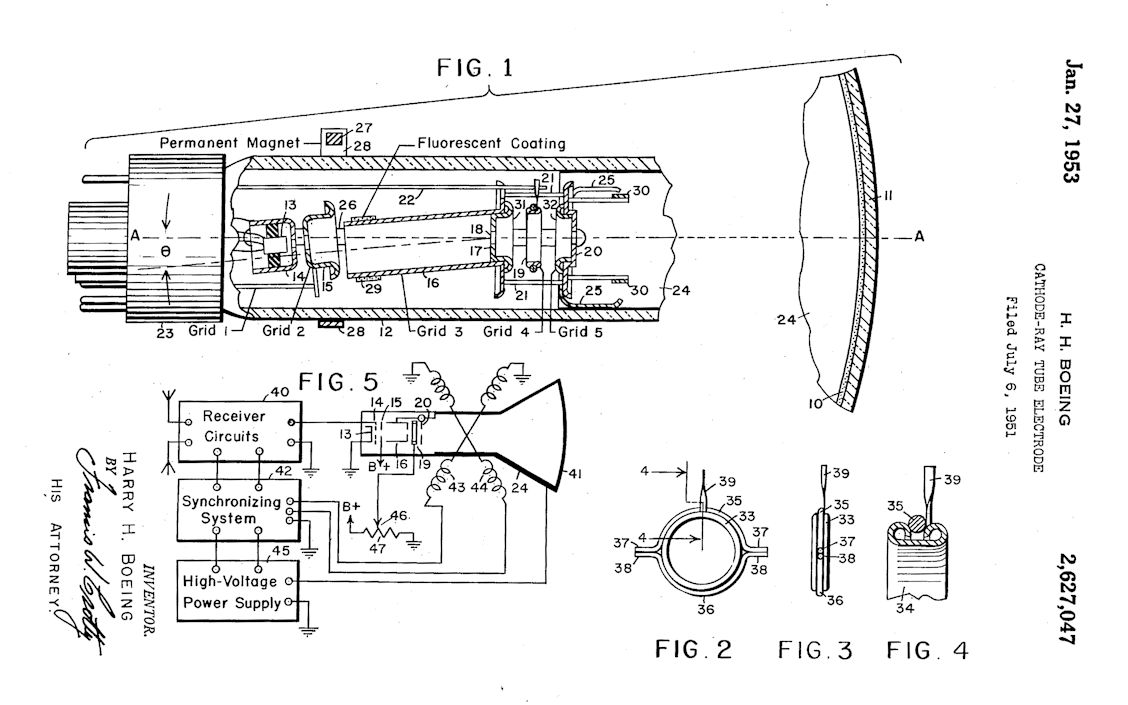 Jan. 27, 1953
H. H. BOEING
2,627,047
CATHODE-RAY TUBE ELECTRODE
Filed July 6, 1951
FIG. 1
Permanent Magnet
27
28
Fluorescent Coating
22
21
25
30
11
13
26
31
32
A
θ
18
17
20
A
14
15
29
16
19
21
25
30
24
24
23
Grid 1
Grid 2
28
12
Grid 3
Grid 4
Grid 5
10
FIG. 5
40
Receiver
Circuits
14
15
20
13
B+
16
19
43
44
24
41
42
Synchronizing
System
B+
46
47
45
High-Voltage
Power Supply
4
39
35
33
4
37
38
37
38
36
FIG. 2
39
35
33
37
38
36
FIG. 3
39
35
34
FIG. 4
INVENTOR.
HARRY H. BOEING
BY
Francis W. Crotty
HIS ATTORNEY.